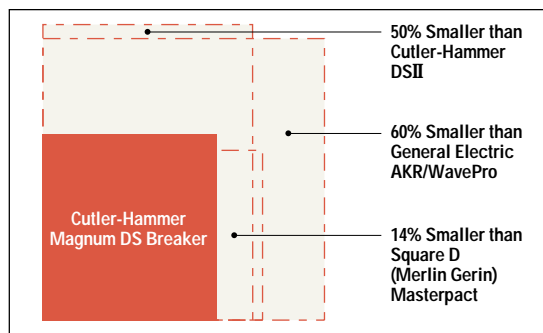 50% Smaller than
Cutler-Hammer
DSII
60% Smaller than
General Electric
AKR/WavePro
Cutler-Hammer
Magnum DS Breaker
14% Smaller than
Square D
(Merlin Gerin)
Masterpact